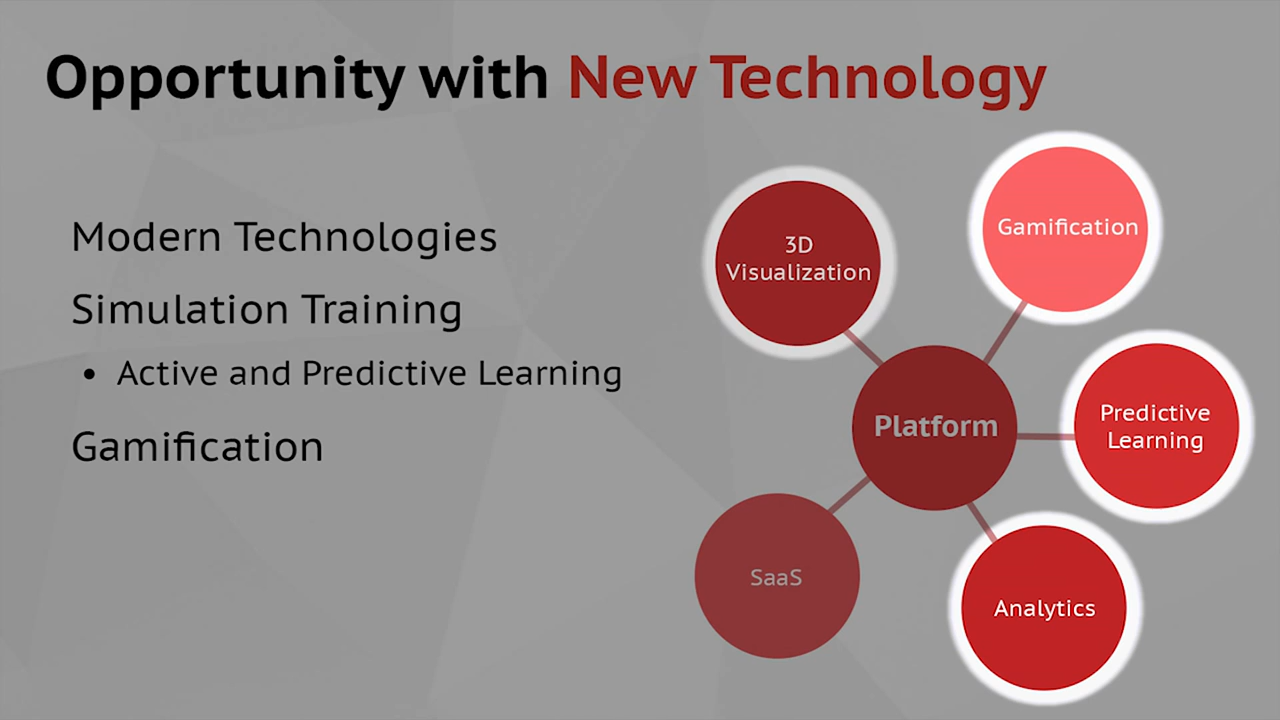 Opportunity with New Technology
Modern Technologies
Simulation Training
• Active and Predictive Learning
Gamification
3D
Visualization
Gamification
Platform
Predictive
Learning
SaaS
Analytics